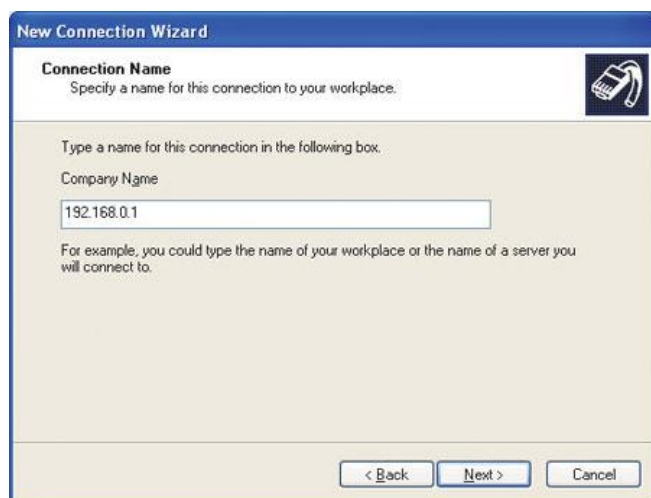 New Connection Wizard
Connection Name
Specify a name for this connection to your workplace.
Type a name for this connection in the following box.
Company Name
192.168.0.1
For example, you could type the name of your workplace or the name of a server you
will connect to.
< Back Next > Cancel